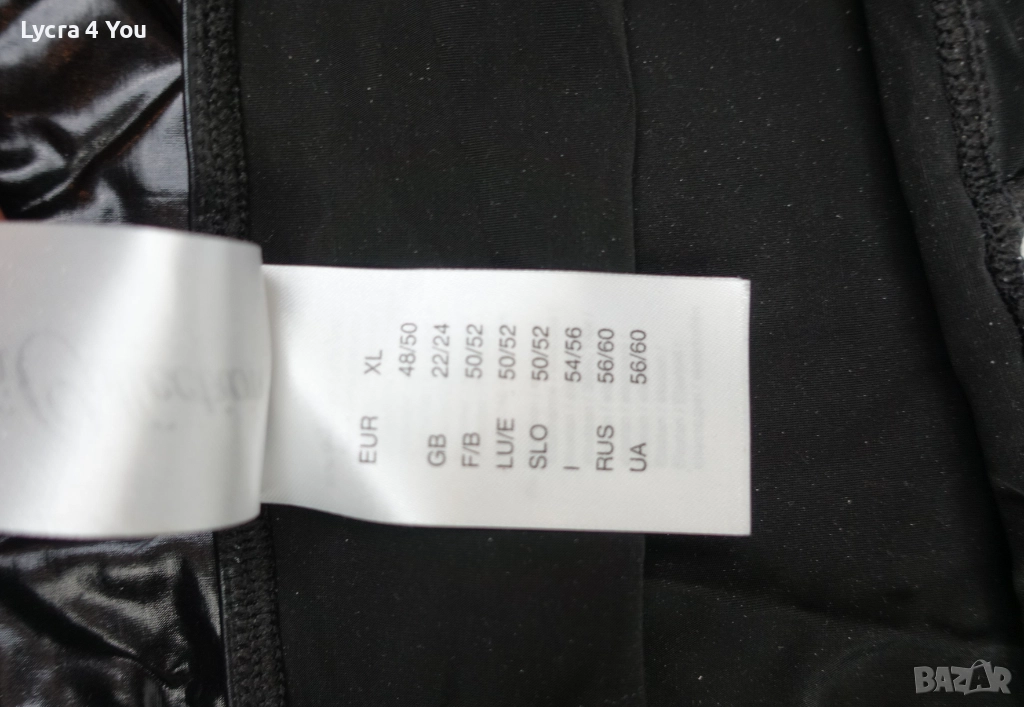 Lycra 4 You
EUR XL
48/50
GB 22/24
F/B 50/52
LU/E 50/52
SLO 50/52
I 54/56
RUS 56/60
UA 56/60
BAZAR